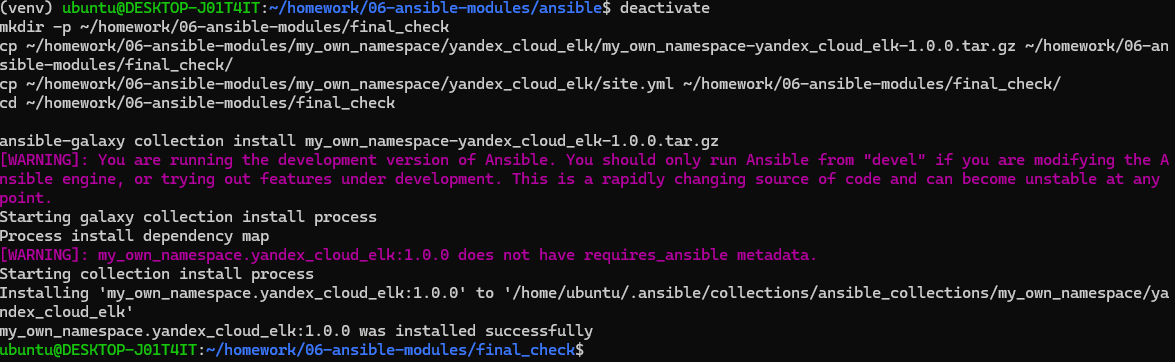 (venv) ubuntu@DESKTOP-J01T4IT:~/homework/06-ansible-modules/ansible$ deactivate
mkdir -p ~/homework/06-ansible-modules/final_check
cp ~/homework/06-ansible-modules/my_own_namespace/yandex_cloud_elk/my_own_namespace-yandex_cloud_elk-1.0.0.tar.gz ~/homework/06-an
sible-modules/final_check/
cp ~/homework/06-ansible-modules/my_own_namespace/yandex_cloud_elk/site.yml ~/homework/06-ansible-modules/final_check/
cd ~/homework/06-ansible-modules/final_check
ansible-galaxy collection install my_own_namespace-yandex_cloud_elk-1.0.0.tar.gz
[WARNING]: You are running the development version of Ansible. You should only run Ansible from "devel" if you are modifying the A
nsible engine, or trying out features under development. This is a rapidly changing source of code and can become unstable at any
point.
Starting galaxy collection install process
Process install dependency map
[WARNING]: my_own_namespace.yandex_cloud_elk:1.0.0 does not have requires_ansible metadata.
Starting collection install process
Installing 'my_own_namespace.yandex_cloud_elk:1.0.0' to '/home/ubuntu/.ansible/collections/ansible_collections/my_own_namespace/ya
ndex_cloud_elk'
my_own_namespace.yandex_cloud_elk:1.0.0 was installed successfully
ubuntu@DESKTOP-J01T4IT:~/homework/06-ansible-modules/final_check$